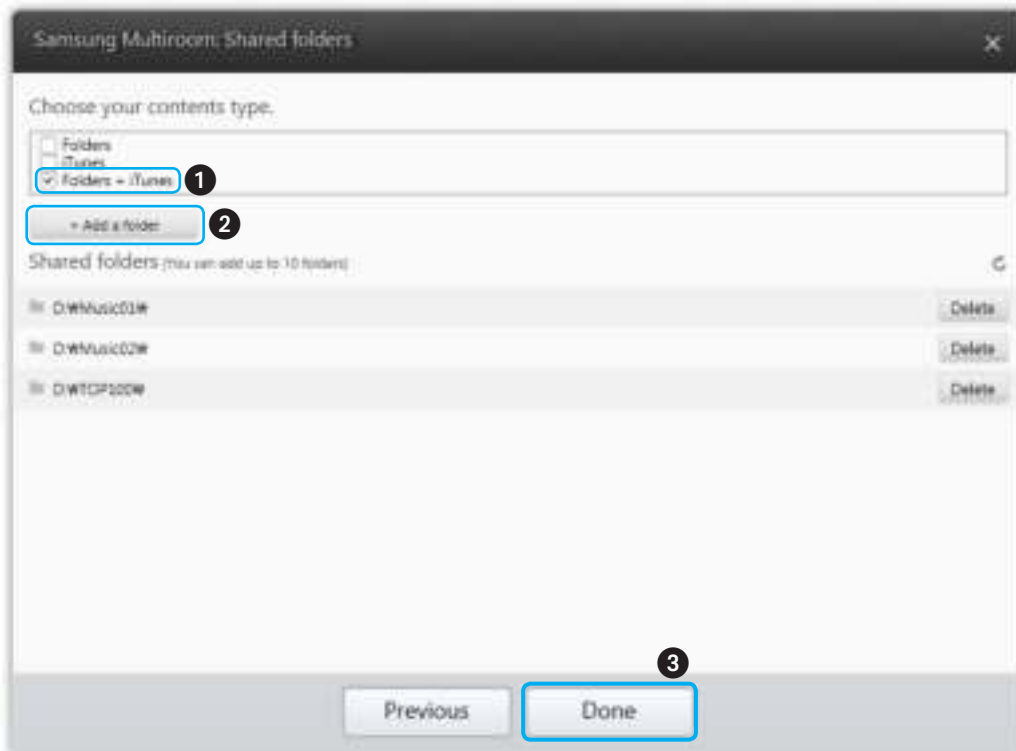 Samsung Multiroom: Shared folders
Choose your contents type.
Folders
iTunes
Folders + iTunes 1
+ Add a folder 2
Shared folders (You can add up to 10 folders)
D:₩Music01₩ Delete
D:₩Music02₩ Delete
D:₩TGP100₩ Delete
3
Previous Done